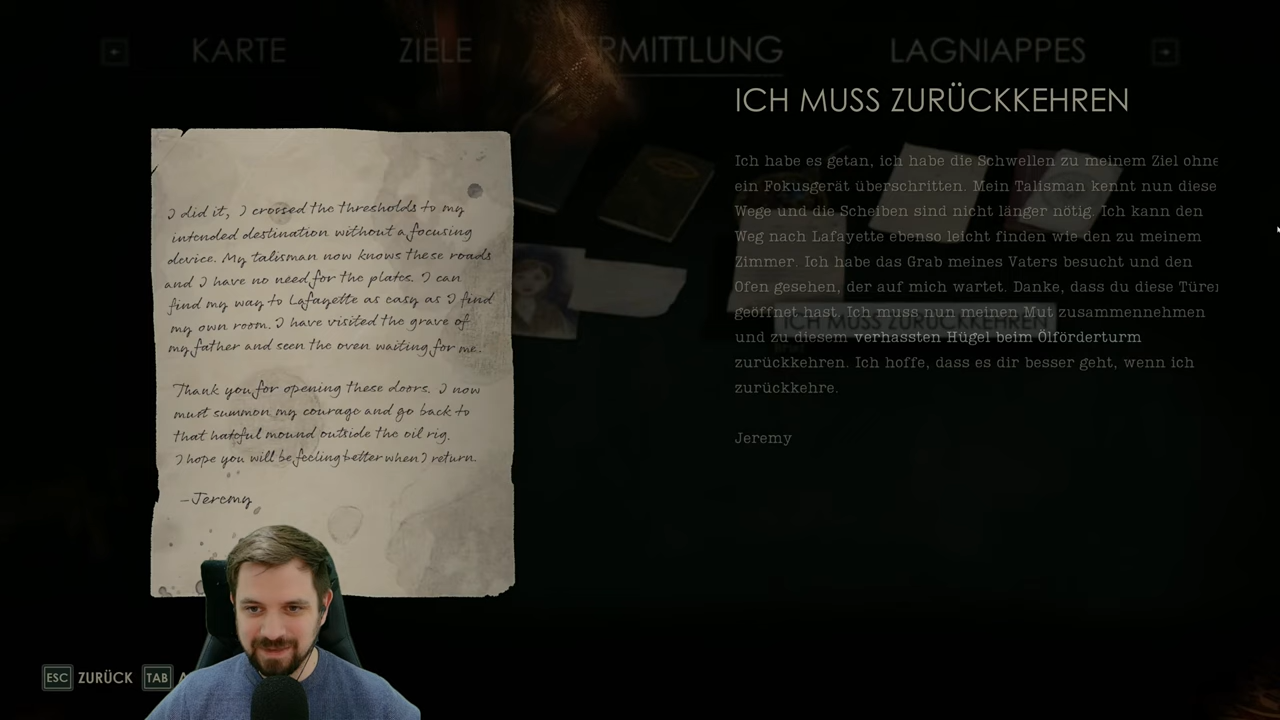 KARTE ZIELE RMITTLUNG LAGNIAPPES
ICH MUSS ZURÜCKKEHREN
I did it, I crossed the thresholds to my
intended destination without a focusing
device. My talisman now knows these roads
and I have no need for the plates. I can
find my way to Lafayette as easy as I find
my own room. I have visited the grave of
my father and seen the oven waiting for me.
Thank you for opening these doors. I now
must summon my courage and go back to
that hateful mound outside the oil rig.
I hope you will be feeling better when I return.
—Jeremy
Ich habe es getan, ich habe die Schwellen zu meinem Ziel ohne
ein Fokusgerät überschritten. Mein Talisman kennt nun diese
Wege und die Scheiben sind nicht länger nötig. Ich kann den
Weg nach Lafayette ebenso leicht finden wie den zu meinem
Zimmer. Ich habe das Grab meines Vaters besucht und den
Ofen gesehen, der auf mich wartet. Danke, dass du diese Türen
geöffnet hast. Ich muss nun meinen Mut zusammennehmen
und zu diesem verhassten Hügel beim Ölförderturm
zurückkehren. Ich hoffe, dass es dir besser geht, wenn ich
zurückkehre.
Jeremy
ICH MUSS ZURÜCKKEHREN
ESC ZURÜCK TAB A